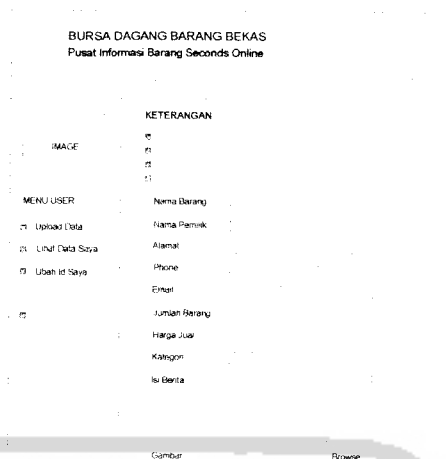 BURSA DAGANG BARANG BEKAS
Pusat Informasi Barang Seconds Online
KETERANGAN
IMAGE
MENU USER
Nama Barang
Upload Data
Nama Pemilik
Lihat Data Saya
Alamat
Ubah Id Saya
Phone
Email
Jumlah Barang
Harga Jual
Kategori
Isi Berita
Gambar
Browse